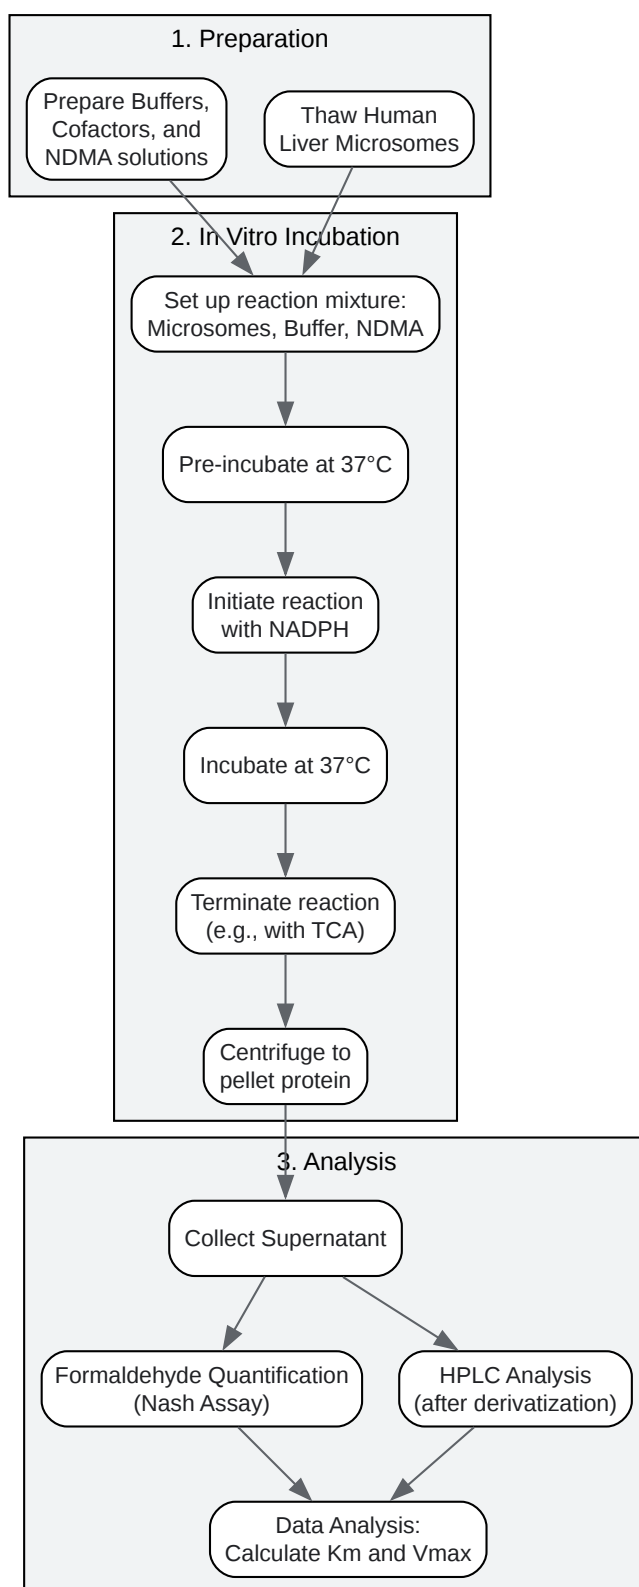 1. Preparation
Prepare Buffers,
Cofactors, and
NDMA solutions
Thaw Human
Liver Microsomes
2. In Vitro Incubation
Set up reaction mixture:
Microsomes, Buffer, NDMA
Pre-incubate at 37°C
Initiate reaction
with NADPH
Incubate at 37°C
Terminate reaction
(e.g., with TCA)
Centrifuge to
pellet protein
3. Analysis
Collect Supernatant
Formaldehyde Quantification
(Nash Assay)
HPLC Analysis
(after derivatization)
Data Analysis:
Calculate Km and Vmax